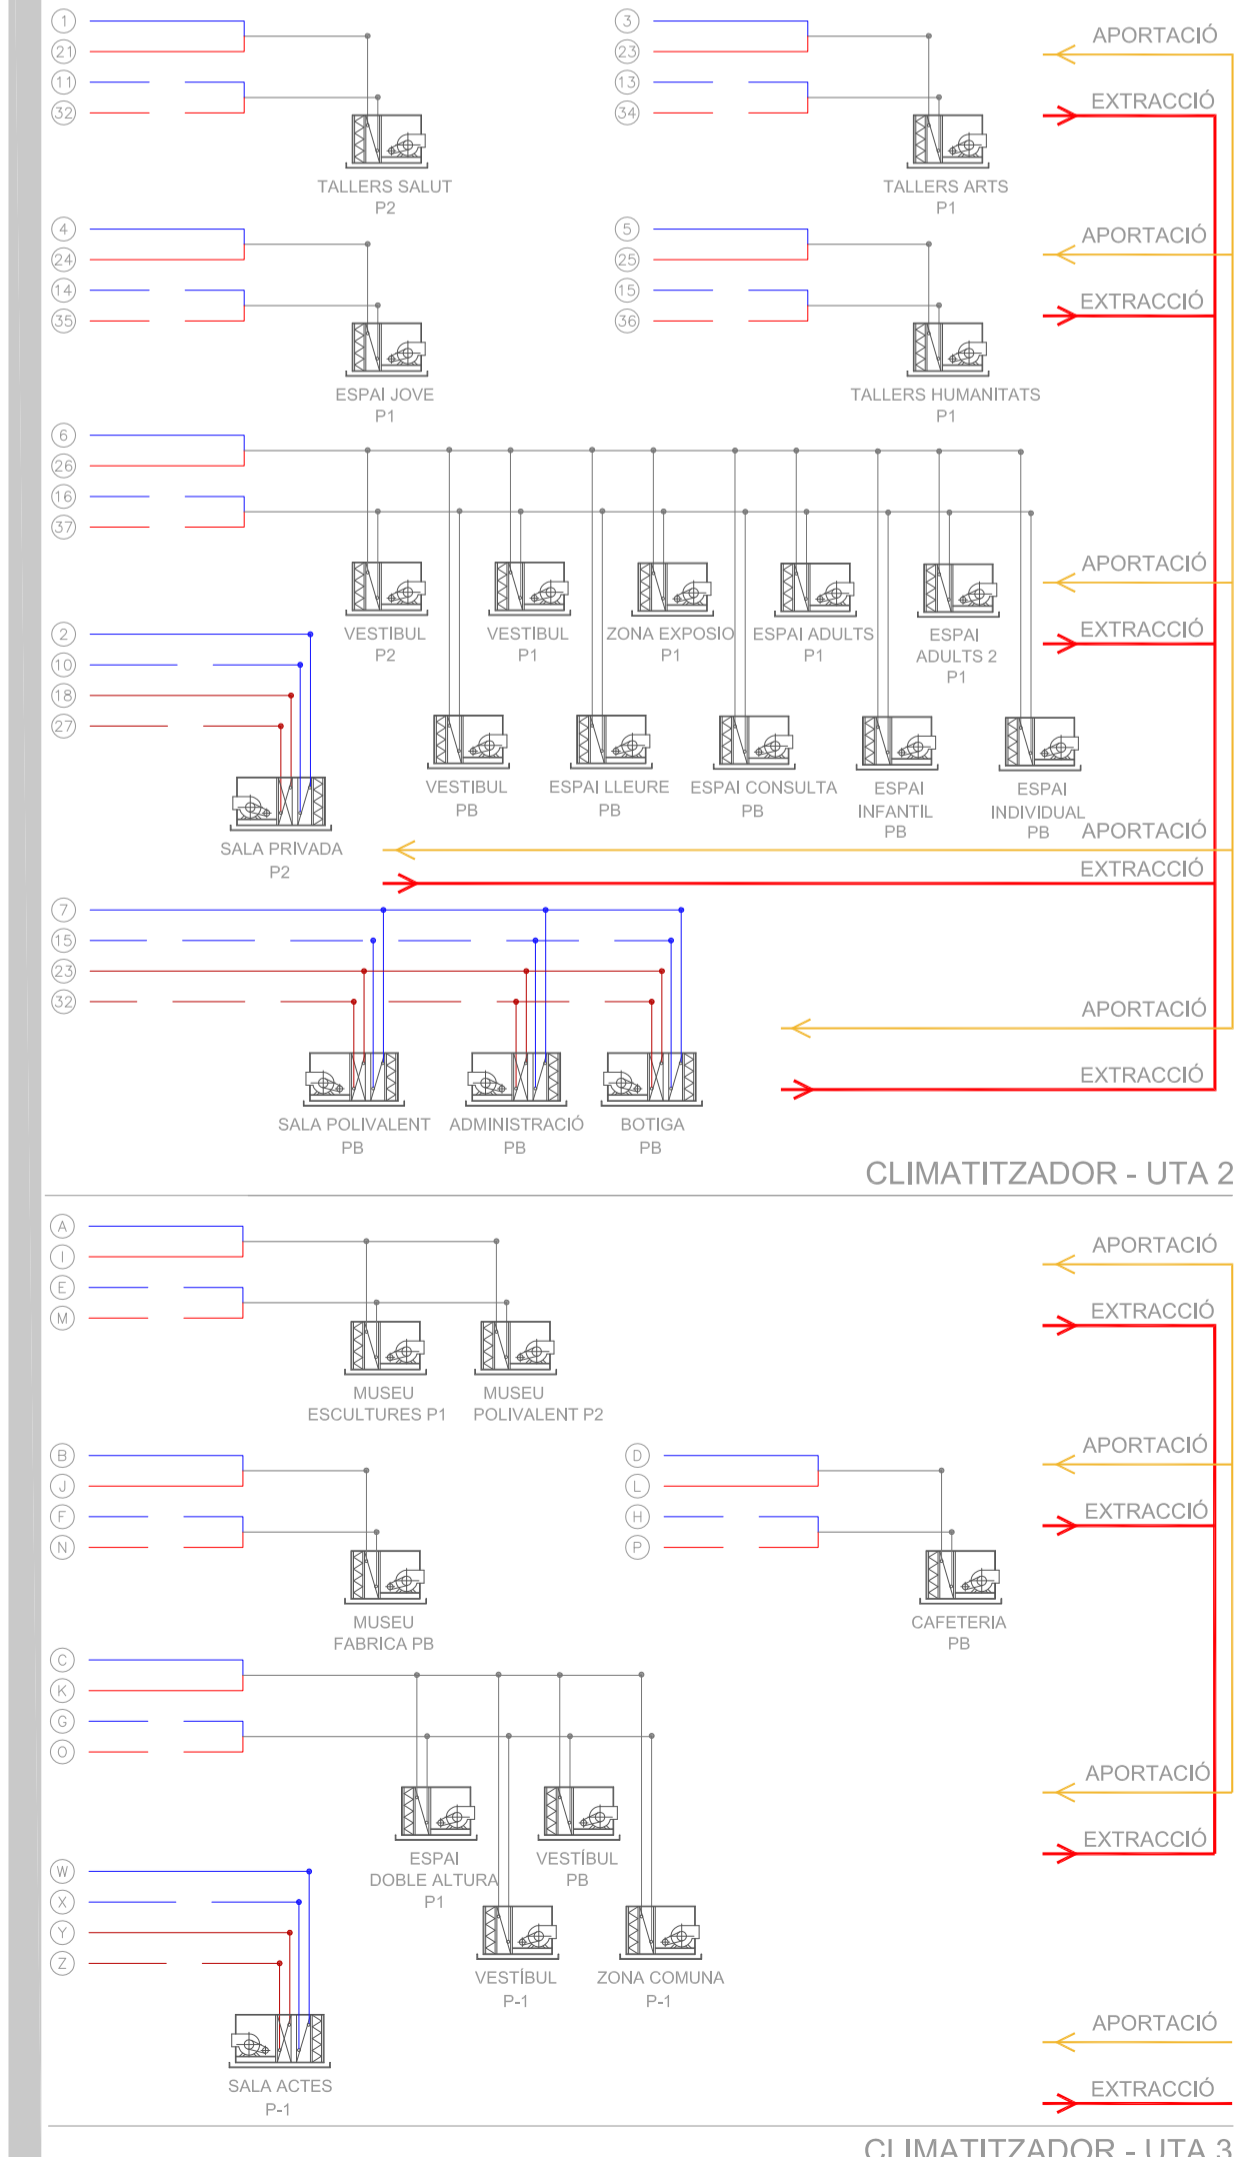 1
21
11
32
TALLERS SALUT
P2
3
23
13
34
TALLERS ARTS
P1
APORTACIÓ
EXTRACCIÓ
4
24
14
35
ESPAI JOVE
P1
5
25
15
36
TALLERS HUMANITATS
P1
APORTACIÓ
EXTRACCIÓ
6
26
16
37
VESTIBUL
P2
VESTIBUL
P1
ZONA EXPOSIO
P1
ESPAI ADULTS
P1
ESPAI
ADULTS 2
P1
APORTACIÓ
EXTRACCIÓ
2
10
18
27
SALA PRIVADA
P2
VESTIBUL
PB
ESPAI LLEURE
PB
ESPAI CONSULTA
PB
ESPAI
INFANTIL
PB
ESPAI
INDIVIDUAL
PB
APORTACIÓ
EXTRACCIÓ
7
15
23
32
SALA POLIVALENT
PB
ADMINISTRACIÓ
PB
BOTIGA
PB
APORTACIÓ
EXTRACCIÓ
CLIMATITZADOR - UTA 2
A
I
E
M
MUSEU
ESCULTURES P1
MUSEU
POLIVALENT P2
APORTACIÓ
EXTRACCIÓ
B
J
F
N
MUSEU
FABRICA PB
D
L
H
P
CAFETERIA
PB
APORTACIÓ
EXTRACCIÓ
C
K
G
O
ESPAI
DOBLE ALTURA
P1
VESTÍBUL
PB
VESTÍBUL
P-1
ZONA COMUNA
P-1
APORTACIÓ
EXTRACCIÓ
W
X
Y
Z
SALA ACTES
P-1
APORTACIÓ
EXTRACCIÓ
CLIMATITZADOR - UTA 3